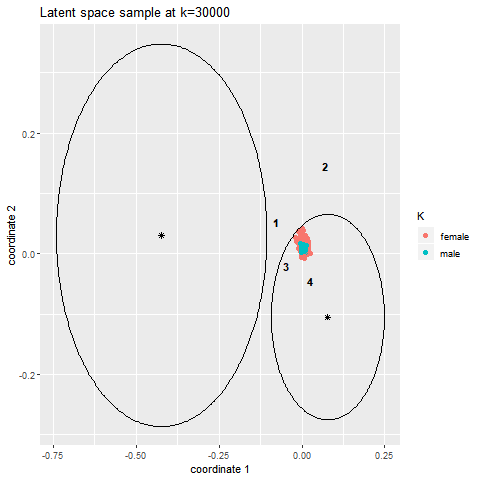 Latent space sample at k=30000
coordinate 2
0.2
0.0
-0.2
1
2
3
4
-0.75
-0.50
-0.25
0.00
0.25
coordinate 1
K
female
male